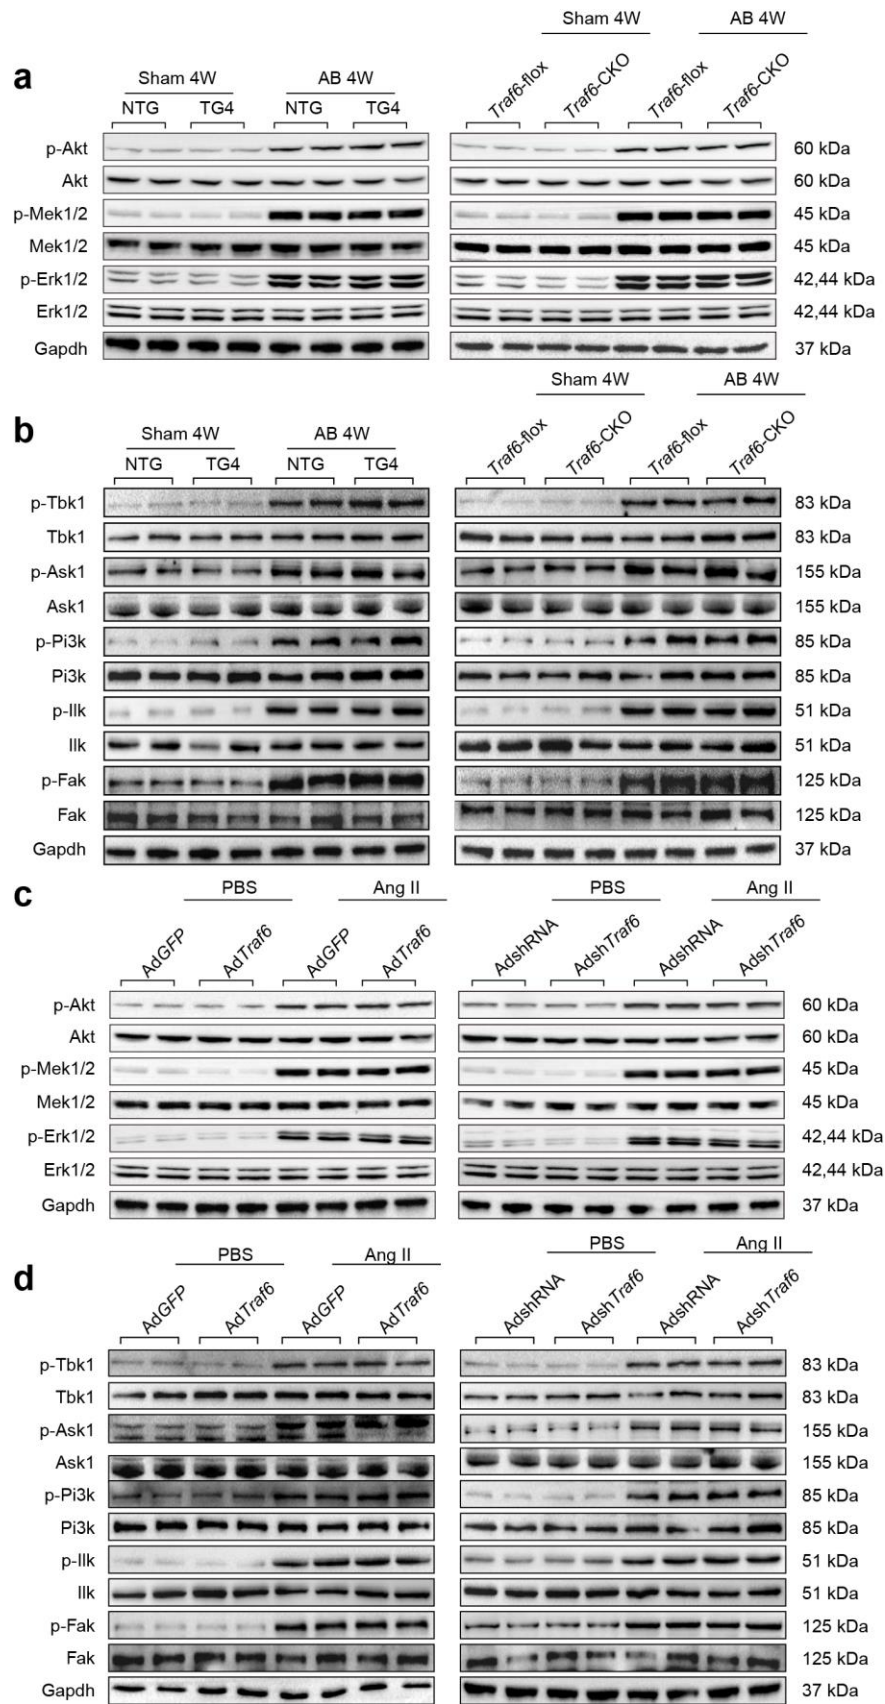 Sham 4W AB 4W
a Sham 4W AB 4W
NTG TG4 NTG TG4 Traf6-flox Traf6-CKO Traf6-flox Traf6-CKO
p-Akt 60 kDa
Akt 60 kDa
p-Mek1/2 45 kDa
Mek1/2 45 kDa
p-Erk1/2 42,44 kDa
Erk1/2 42,44 kDa
Gapdh 37 kDa
Sham 4W AB 4W
b Sham 4W AB 4W
NTG TG4 NTG TG4 Traf6-flox Traf6-CKO Traf6-flox Traf6-CKO
p-Tbk1 83 kDa
Tbk1 83 kDa
p-Ask1 155 kDa
Ask1 155 kDa
p-Pi3k 85 kDa
Pi3k 85 kDa
p-Ilk 51 kDa
Ilk 51 kDa
p-Fak 125 kDa
Fak 125 kDa
Gapdh 37 kDa
c PBS Ang II PBS Ang II
AdGFP AdTraf6 AdGFP AdTraf6 AdshRNA AdshTraf6 AdshRNA AdshTraf6
p-Akt 60 kDa
Akt 60 kDa
p-Mek1/2 45 kDa
Mek1/2 45 kDa
p-Erk1/2 42,44 kDa
Erk1/2 42,44 kDa
Gapdh 37 kDa
d PBS Ang II PBS Ang II
AdGFP AdTraf6 AdGFP AdTraf6 AdshRNA AdshTraf6 AdshRNA AdshTraf6
p-Tbk1 83 kDa
Tbk1 83 kDa
p-Ask1 155 kDa
Ask1 155 kDa
p-Pi3k 85 kDa
Pi3k 85 kDa
p-Ilk 51 kDa
Ilk 51 kDa
p-Fak 125 kDa
Fak 125 kDa
Gapdh 37 kDa